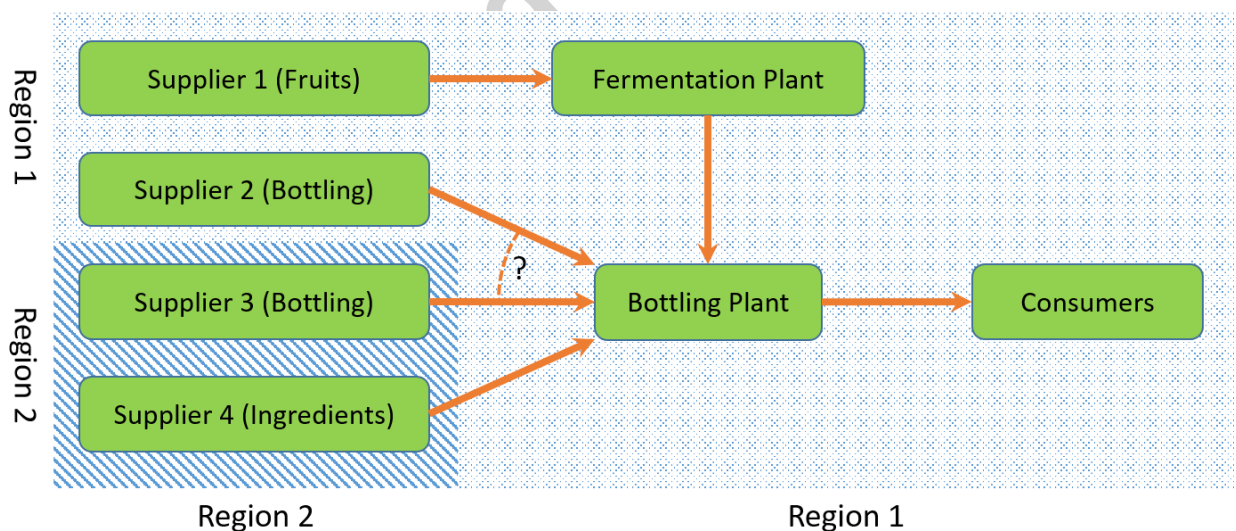 Region 1
Supplier 1 (Fruits)
Fermentation Plant
Supplier 2 (Bottling)
?
Region 2
Supplier 3 (Bottling)
Bottling Plant
Consumers
Supplier 4 (Ingredients)
Region 2
Region 1